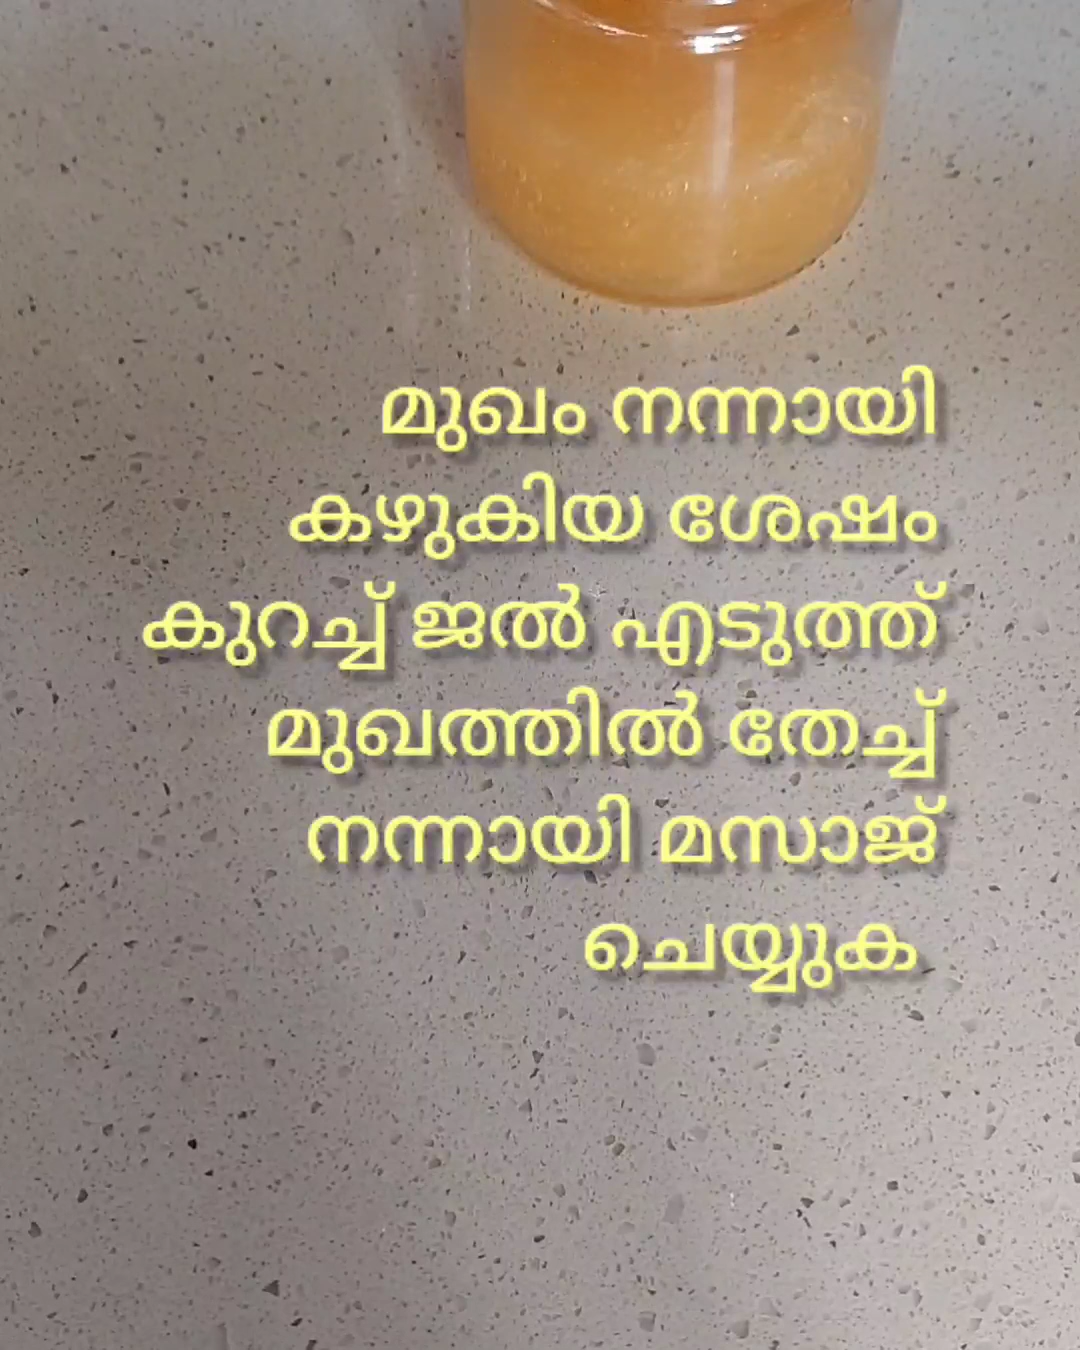 മുഖം നന്നായി
കഴുകിയ ശേഷം
കുറച്ച് ജൽ എടുത്ത്
മുഖത്തിൽ തേച്ച്
നന്നായി മസാജ്
ചെയ്യുക